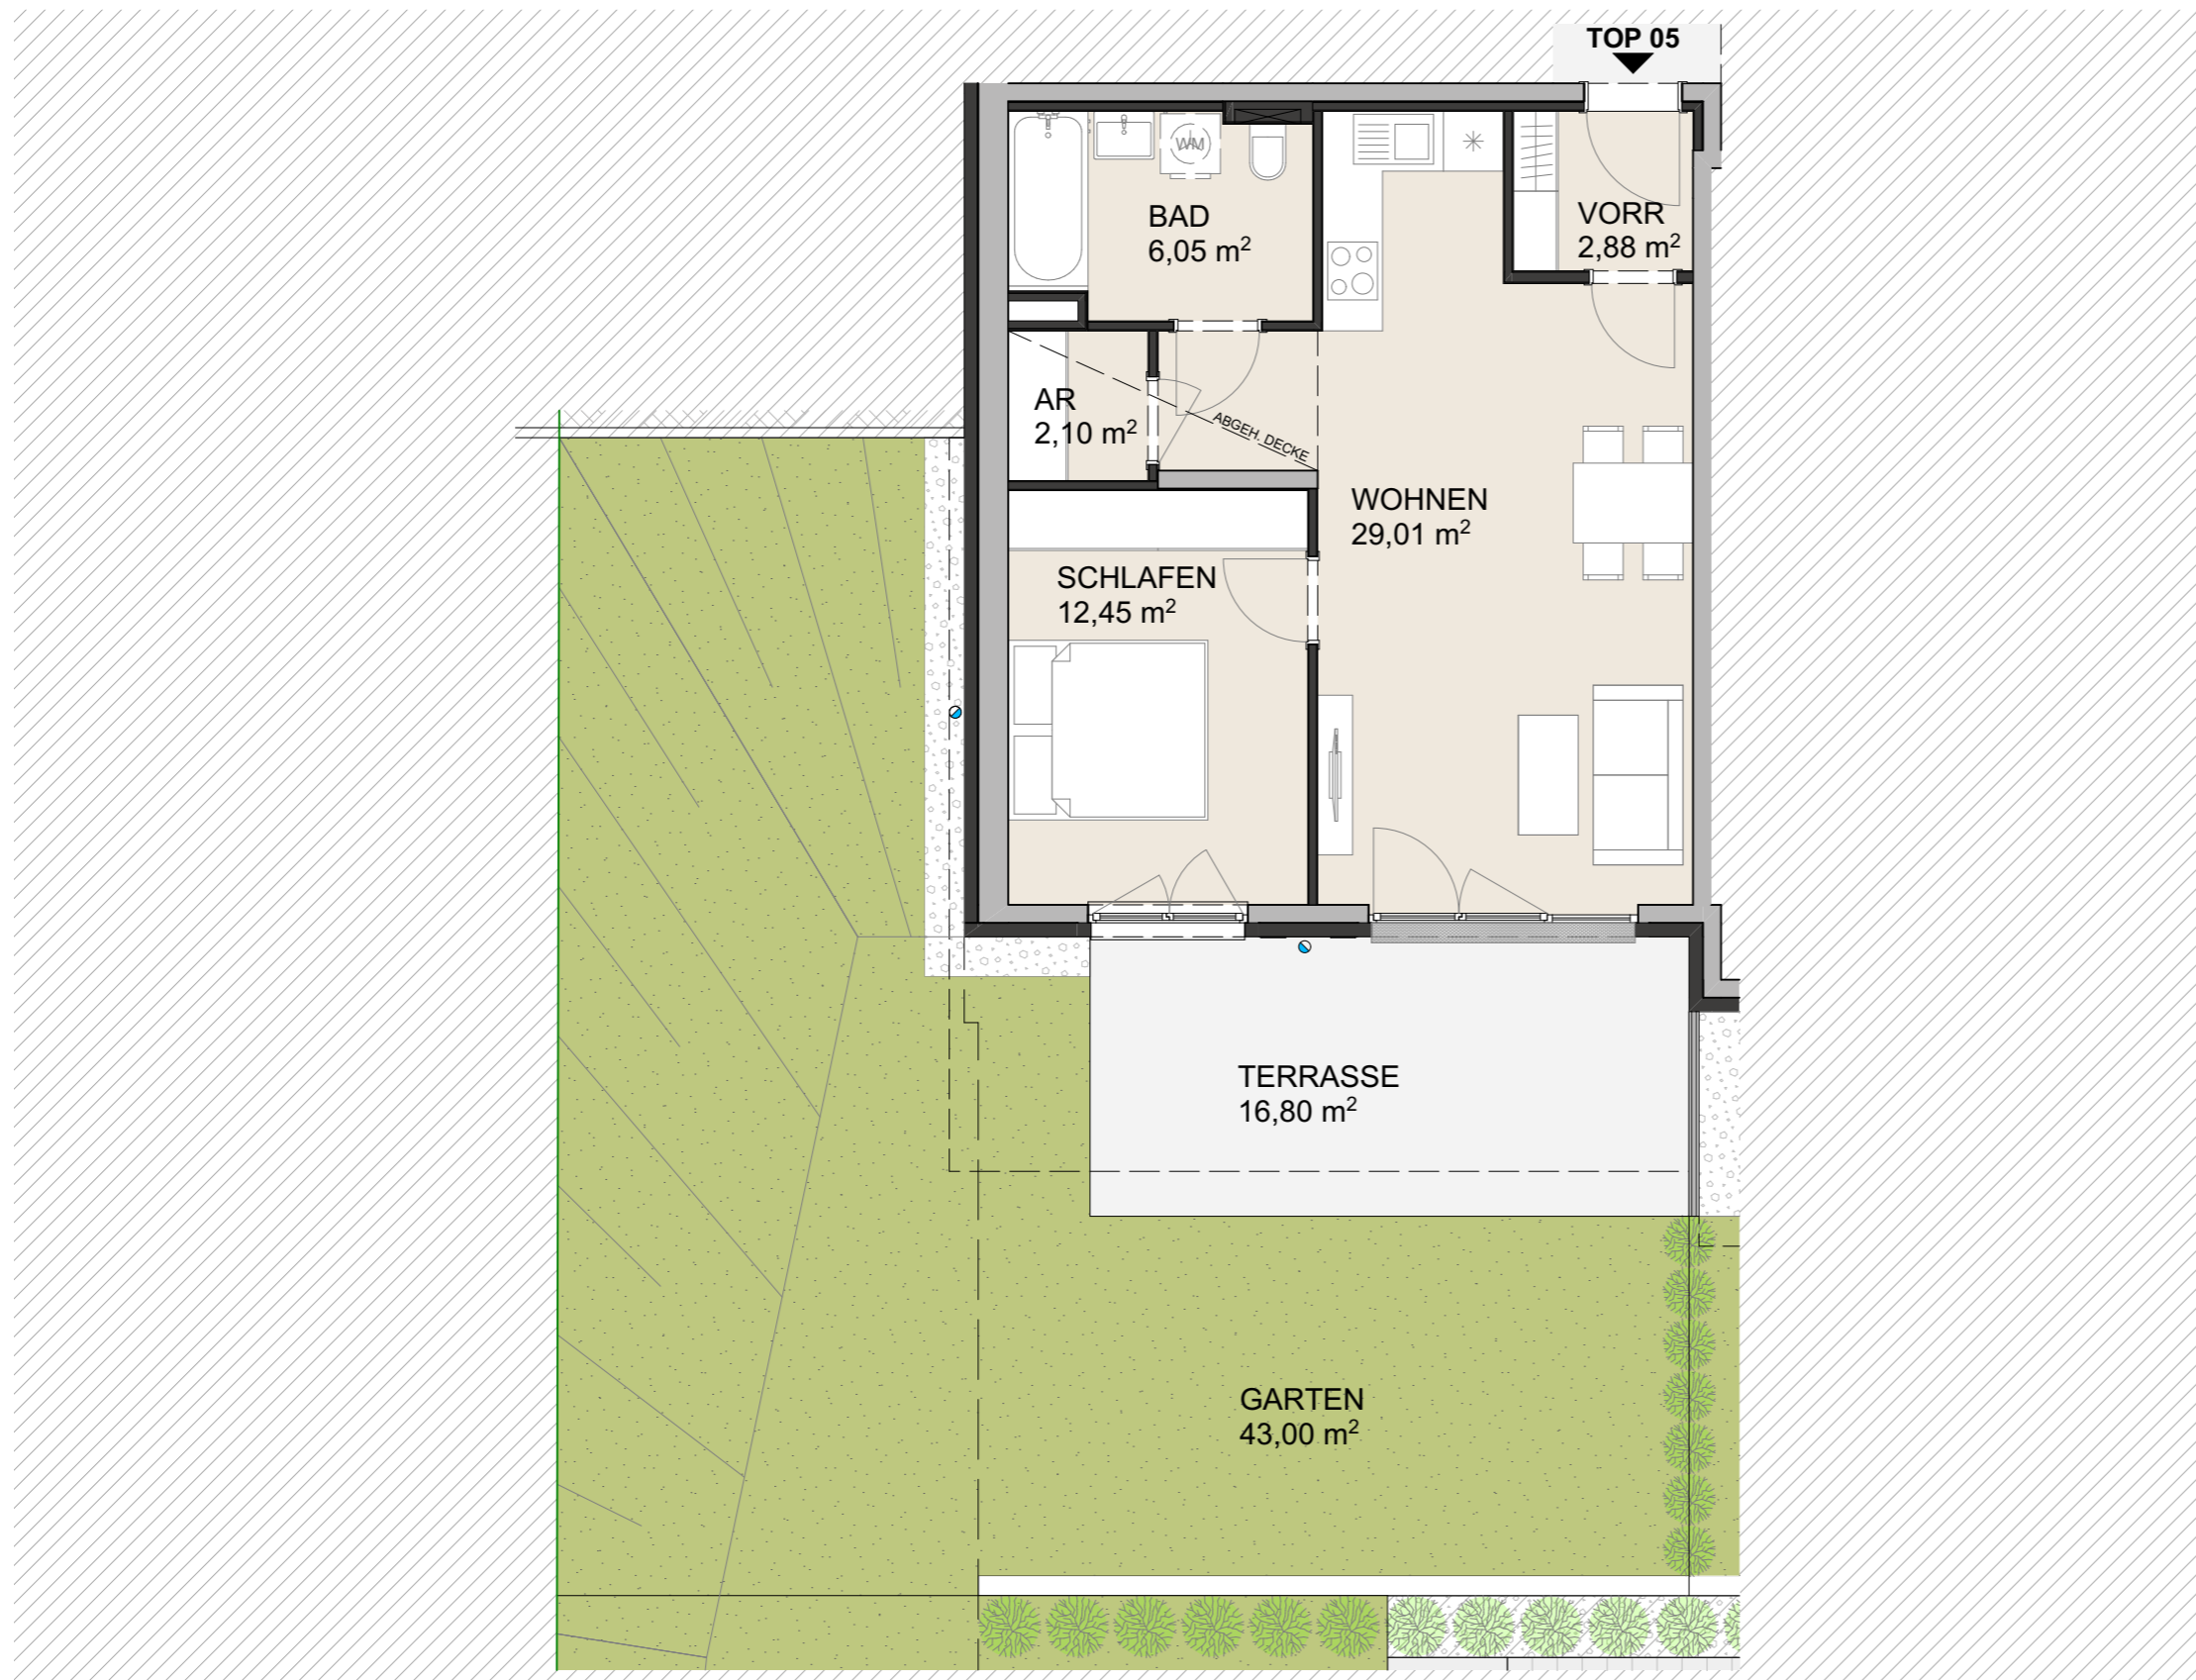 TOP 05
BAD
6,05 m²
WM
VORR
2,88 m²
AR
2,10 m²
ABGEH. DECKE
WOHNEN
29,01 m²
SCHLAFEN
12,45 m²
TERRASSE
16,80 m²
GARTEN
43,00 m²